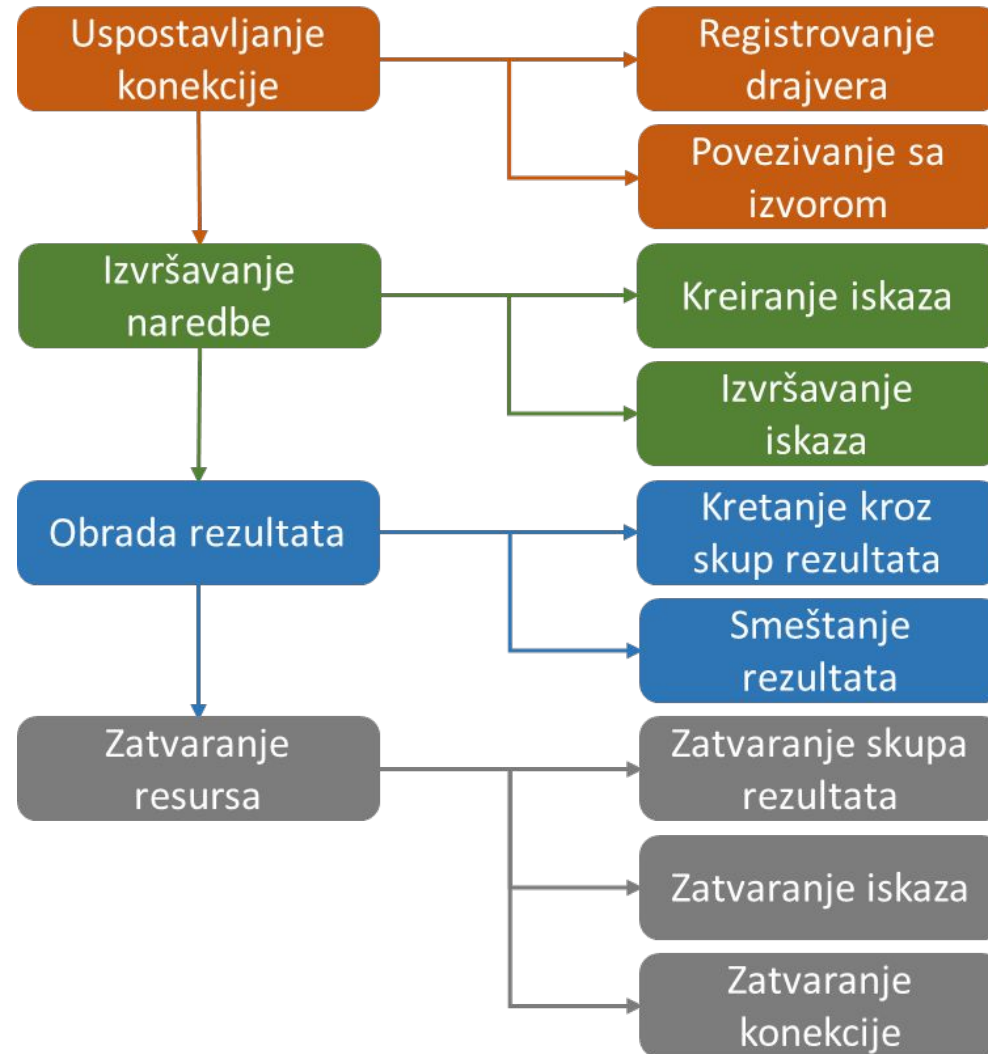 Uspostavljanje
konekcije
Registrovanje
drajvera
Povezivanje sa
izvorom
Izvršavanje
naredbe
Kreiranje iskaza
Izvršavanje
iskaza
Obrada rezultata
Kretanje kroz
skup rezultata
Smeštanje
rezultata
Zatvaranje
resursa
Zatvaranje skupa
rezultata
Zatvaranje iskaza
Zatvaranje
konekcije